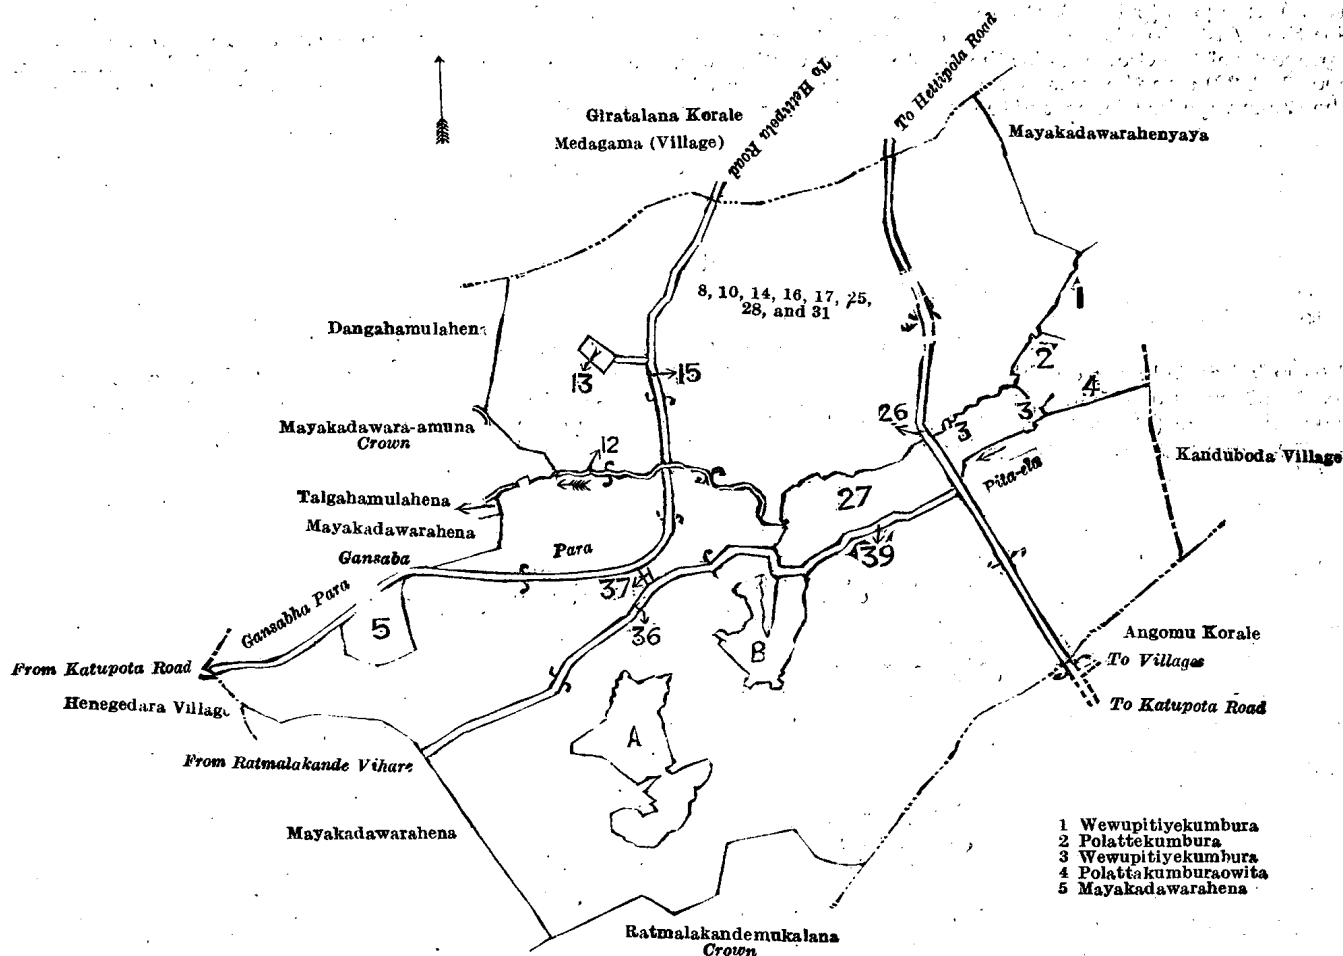 To Hettipola Road
To Hettipola Road
Giratalana Korale
Medagama (Village)
Mayakadawarahenyaya
8, 10, 14, 16, 17, 25,
28, and 31
1
Dangahamulahena
2
13
15
4
3
26
Mayakadawara-amuna
Crown
3
12
Kanduboda Village
Pita-ela
Talgahamulahena
27
Mayakadawarahena
Para
39
Gansaba
37
Gansabha Para
5
36
B
Angomu Korale
To Villages
From Katupota Road
Henegedara Village
To Katupota Road
A
From Ratmalakande Vihare
Mayakadawarahena
1 Wewupitiyekumbura
2 Polattekumbura
3 Wewupitiyekumbura
4 Polattakumburaowita
5 Mayakadawarahena
Ratmalakandemukalana
Crown